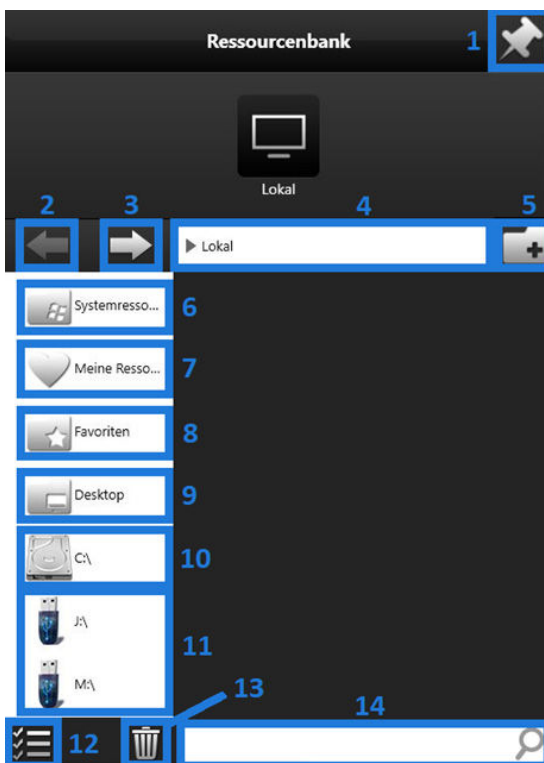 Ressourcenbank
1
Lokal
2
3
4
5
Lokal
Systemresso...
6
Meine Resso...
7
Favoriten
8
Desktop
9
C:\
10
J:\
11
M:\
13
14
12